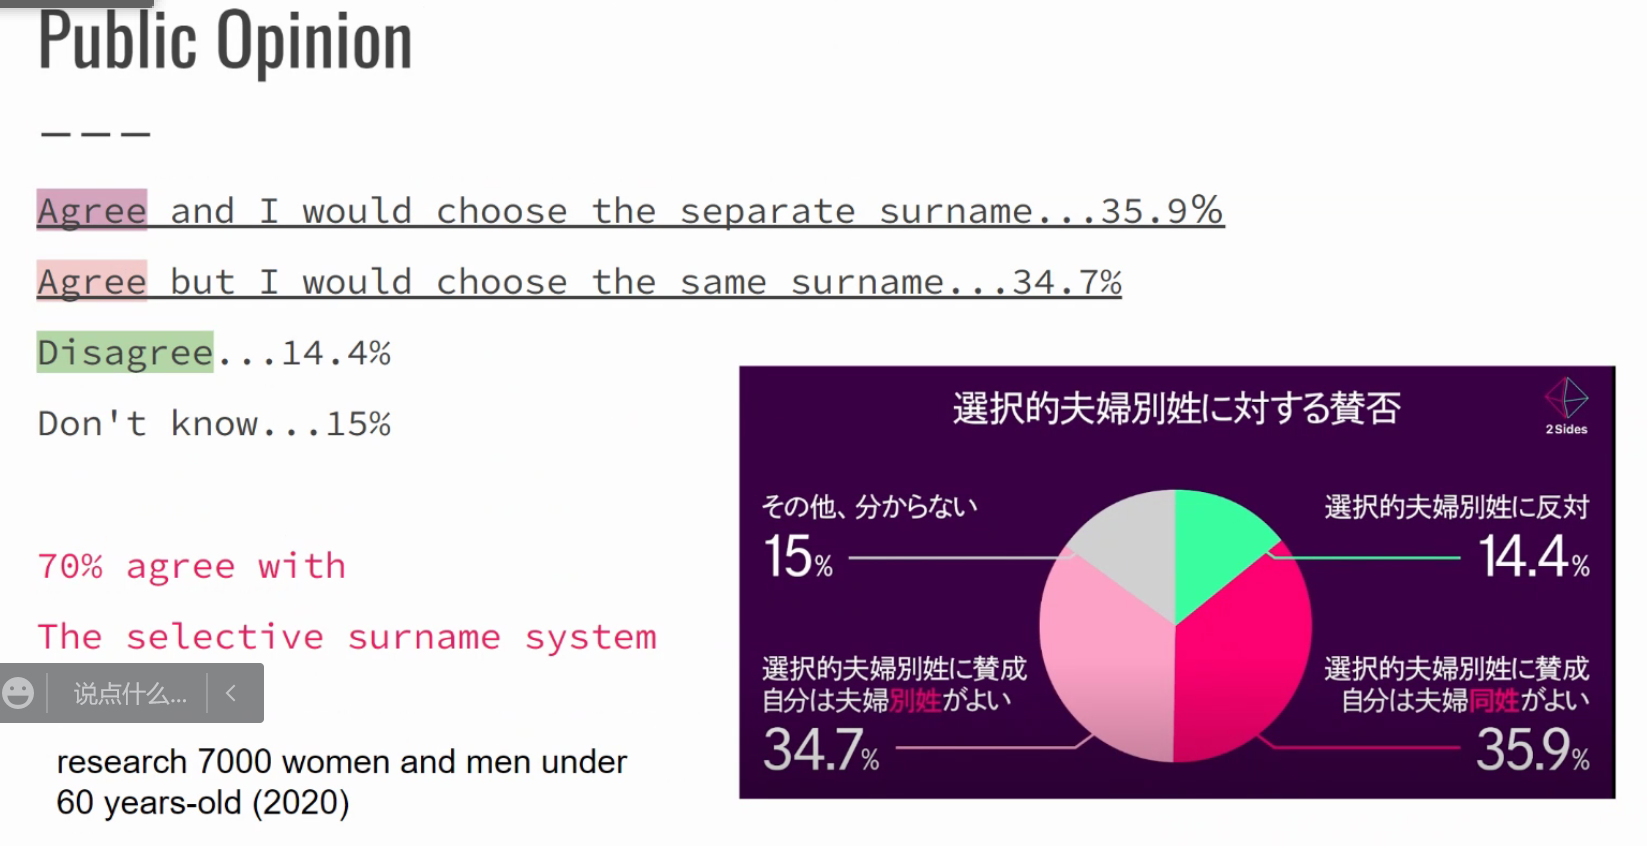 Public Opinion
Agree and I would choose the separate surname...35.9%
Agree but I would choose the same surname...34.7%
Disagree...14.4%
Don't know...15%
70% agree with
The selective surname system
说点什么...
research 7000 women and men under
60 years-old (2020)
選択的夫婦別姓に対する賛否
2 Sides
その他、分からない
15%
選択的夫婦別姓に反対
14.4%
選択的夫婦別姓に賛成
自分は夫婦別姓がよい
34.7%
選択的夫婦別姓に賛成
自分は夫婦同姓がよい
35.9%